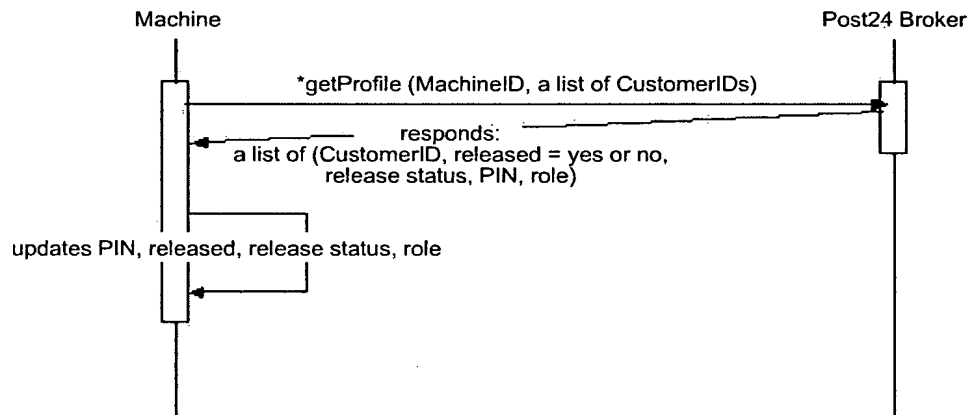 Machine
Post24 Broker
*getProfile (MachineID, a list of CustomerIDs)
responds:
a list of (CustomerID, released = yes or no,
release status, PIN, role)
updates PIN, released, release status, role